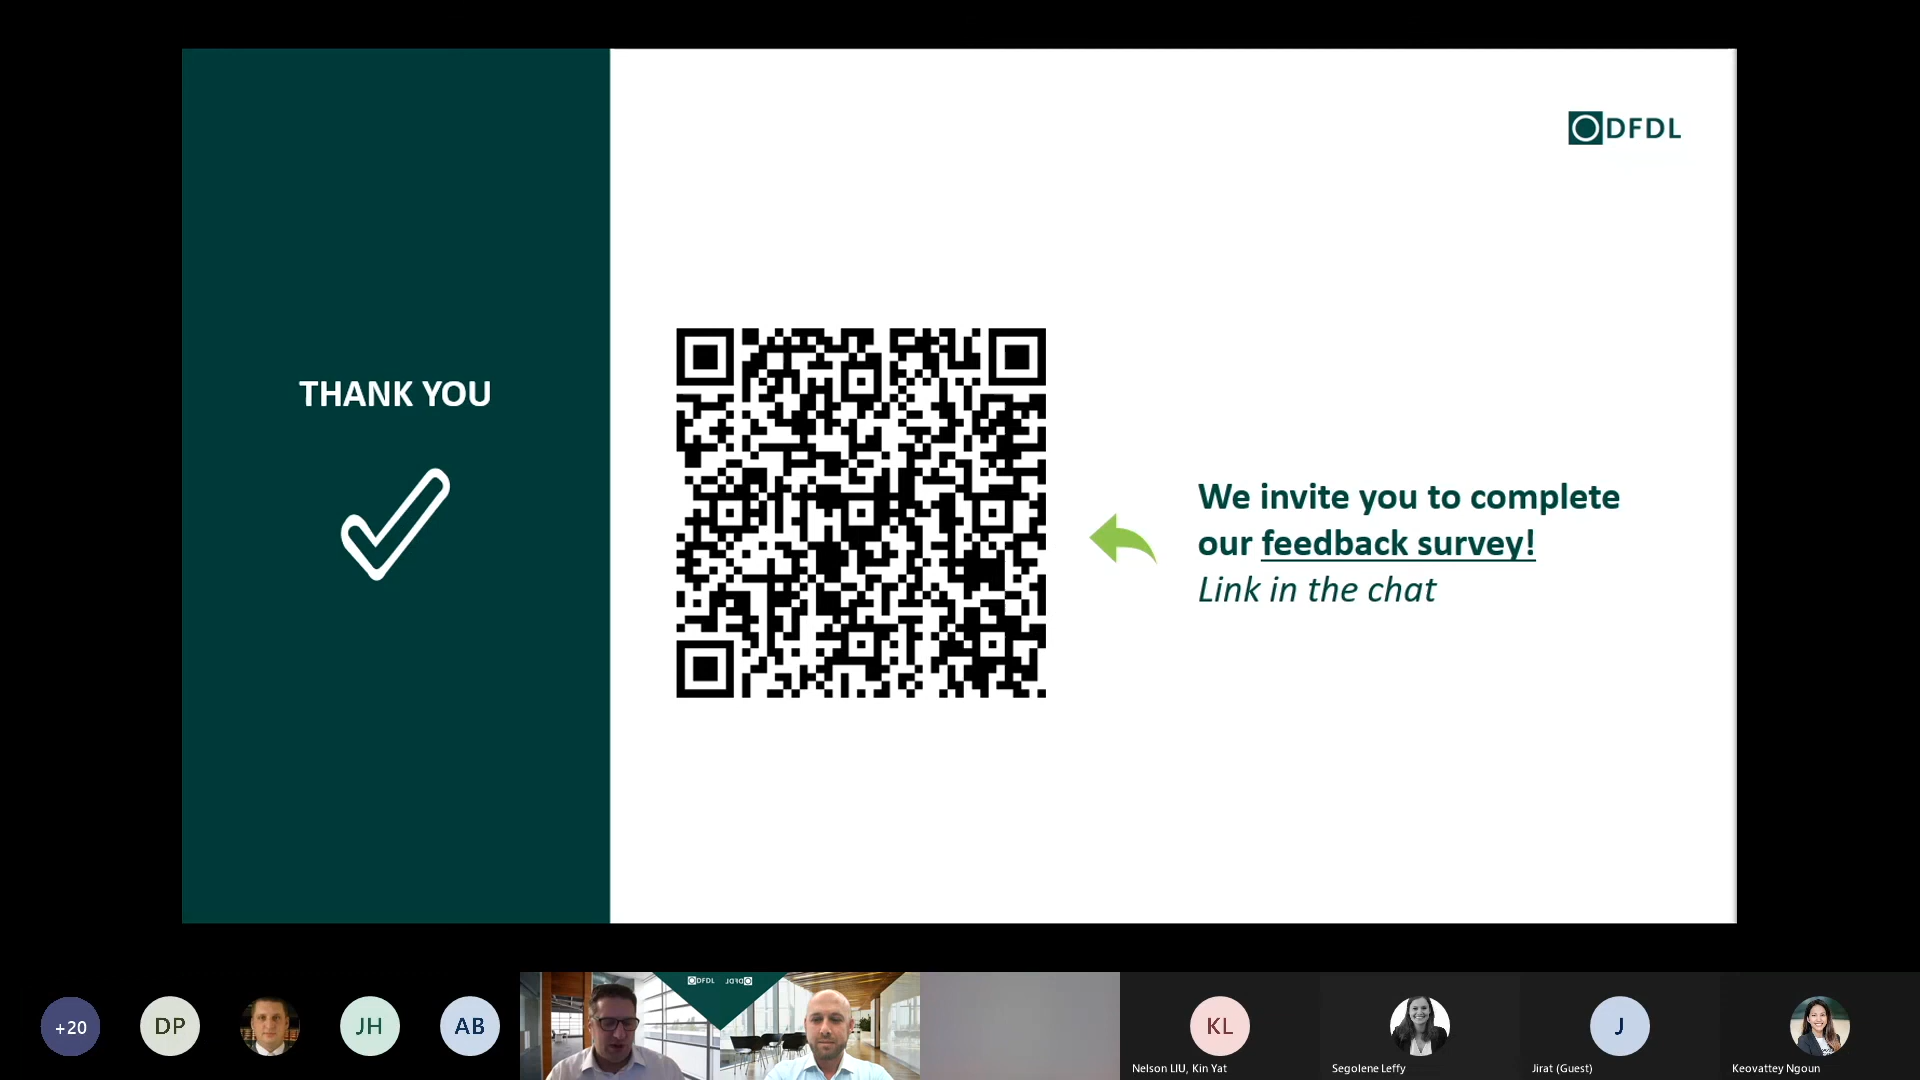 DFDL
THANK YOU
We invite you to complete
our feedback survey!
Link in the chat
+20
DP
JH
AB
DFDL
KL
Nelson LIU, Kin Yat
Segolene Leffy
J
Jirat (Guest)
Keovattey Ngoun